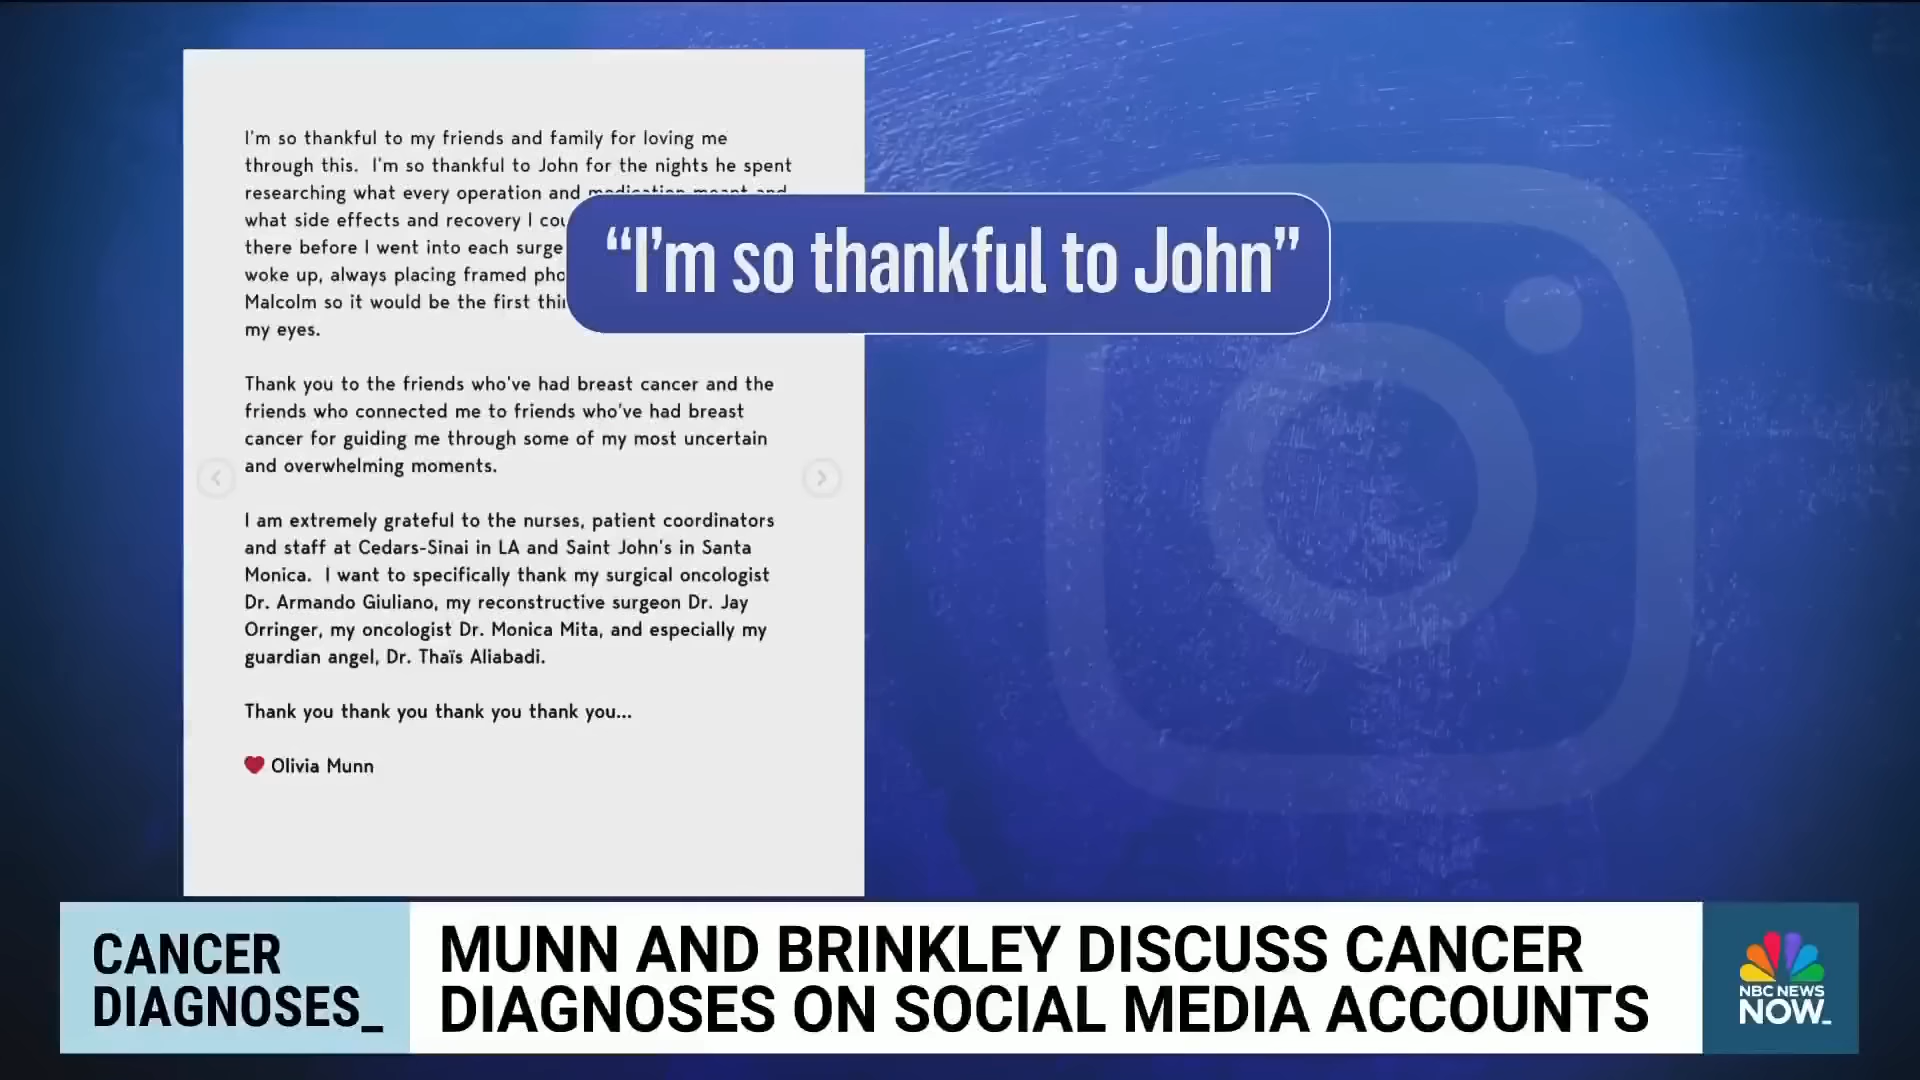 I'm so thankful to my friends and family for loving me
through this. I'm so thankful to John for the nights he spent
researching what every operation and medication meant and
what side effects and recovery I
there before I went into each
woke up, always placing framed
Malcolm so it would be the first
my eyes.
“I'm so thankful to John”
Thank you to the friends who've had breast cancer and the
friends who connected me to friends who've had breast
cancer for guiding me through some of my most uncertain
and overwhelming moments.
I am extremely grateful to the nurses, patient coordinators
and staff at Cedars-Sinai in LA and Saint John's in Santa
Monica. I want to specifically thank my surgical oncologist
Dr. Armando Giuliano, my reconstructive surgeon Dr. Jay
Orringer, my oncologist Dr. Monica Mita, and especially my
guardian angel, Dr. Thaïs Aliabadi.
Thank you thank you thank you thank you...
Olivia Munn
CANCER
DIAGNOSES_
MUNN AND BRINKLEY DISCUSS CANCER
DIAGNOSES ON SOCIAL MEDIA ACCOUNTS
NBC NEWS
NOW_